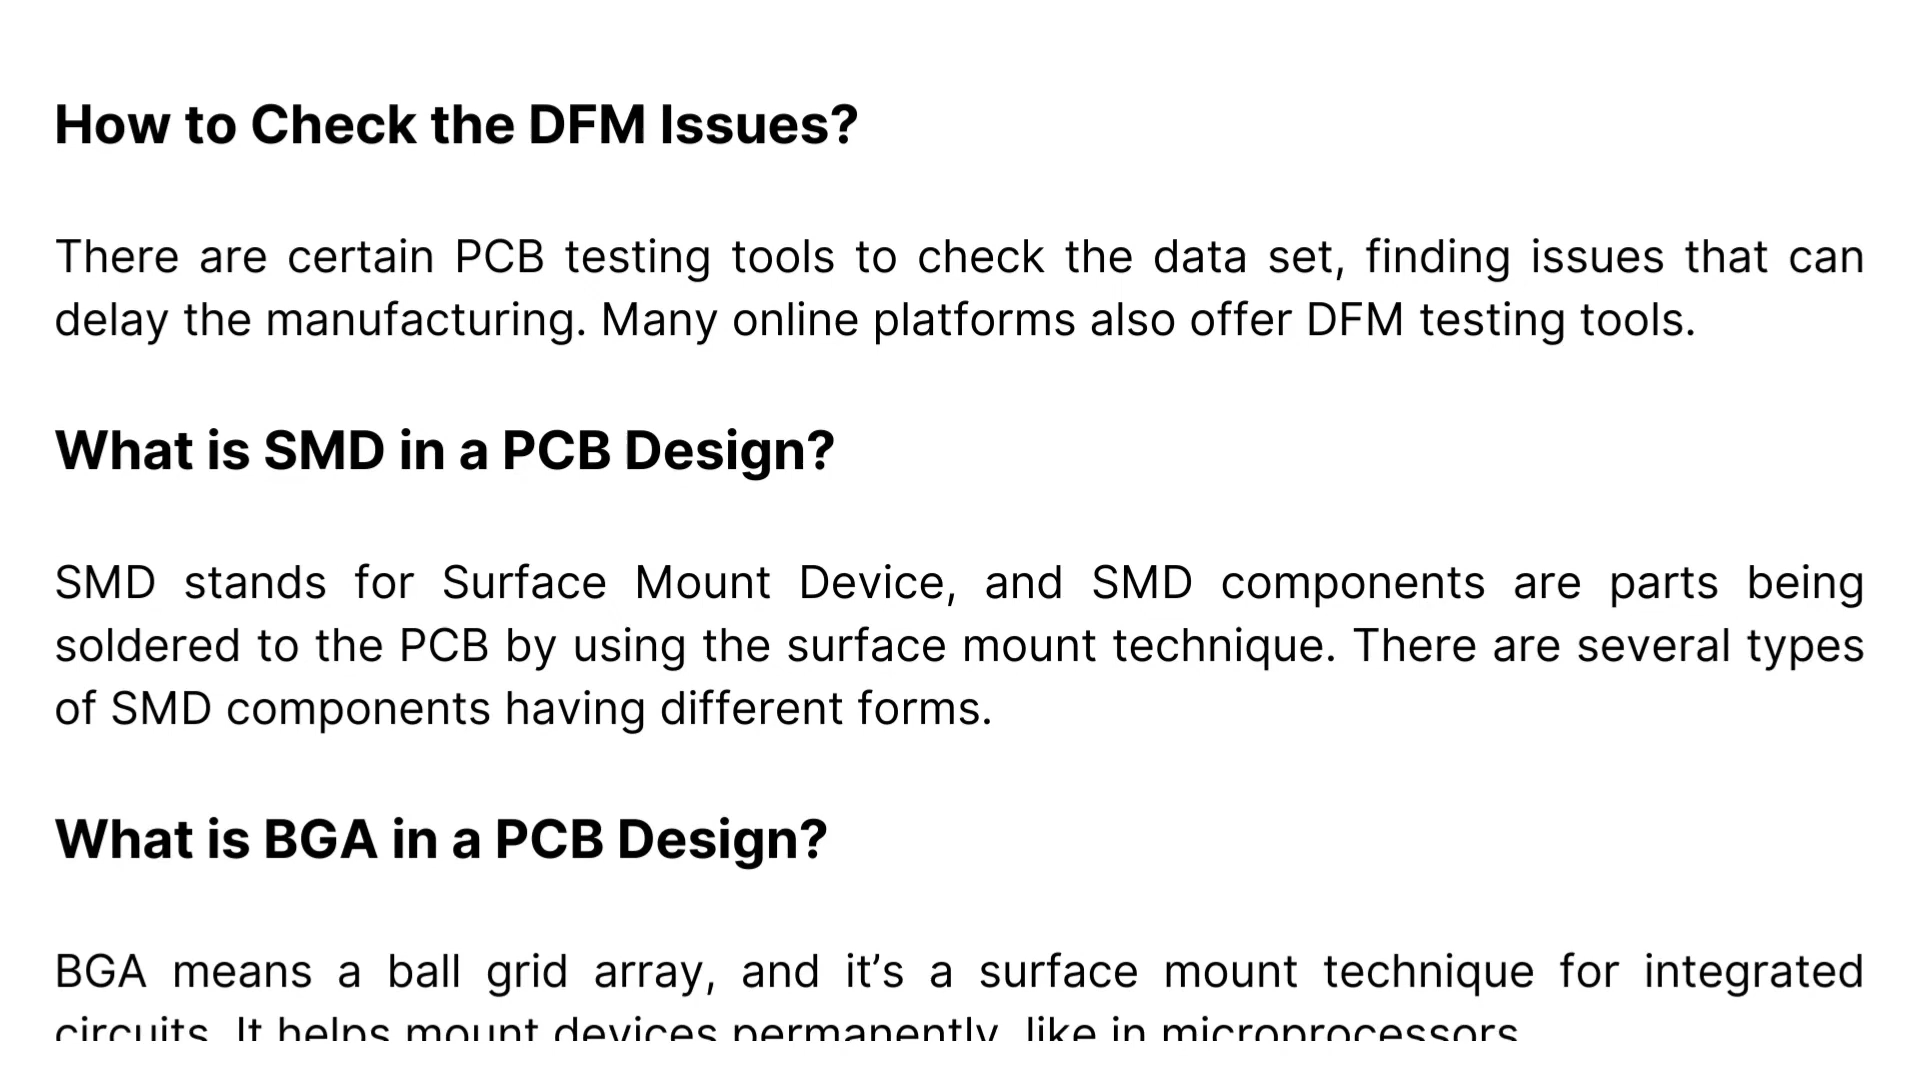 How to Check the DFM Issues?
There are certain PCB testing tools to check the data set, finding issues that can
delay the manufacturing. Many online platforms also offer DFM testing tools.
What is SMD in a PCB Design?
SMD stands for Surface Mount Device, and SMD components are parts being
soldered to the PCB by using the surface mount technique. There are several types
of SMD components having different forms.
What is BGA in a PCB Design?
BGA means a ball grid array, and it’s a surface mount technique for integrated
circuits. It helps mount devices permanently, like in microprocessors.